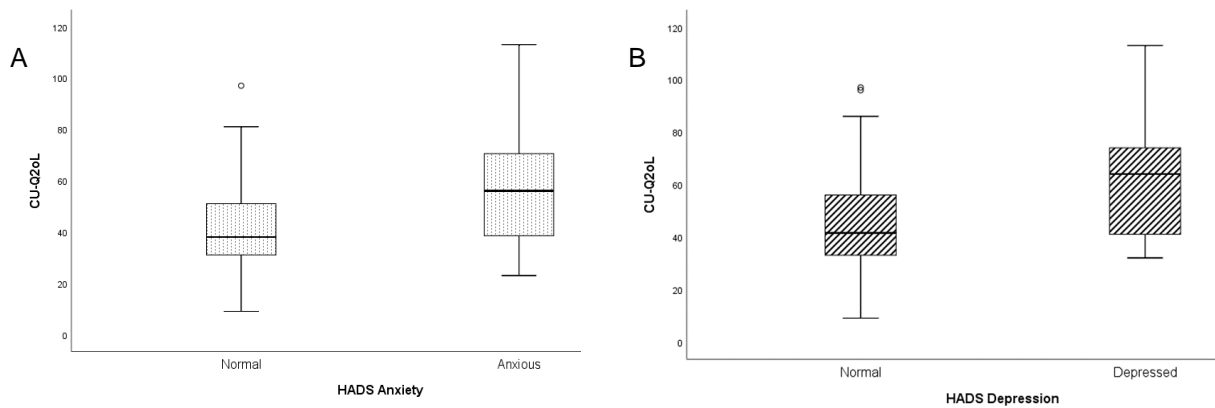 A
CU-Q2oL
120
100
80
60
40
20
0
Normal
Anxious
HADS Anxiety
B
CU-Q2oL
120
100
80
60
40
20
0
Normal
Depressed
HADS Depression